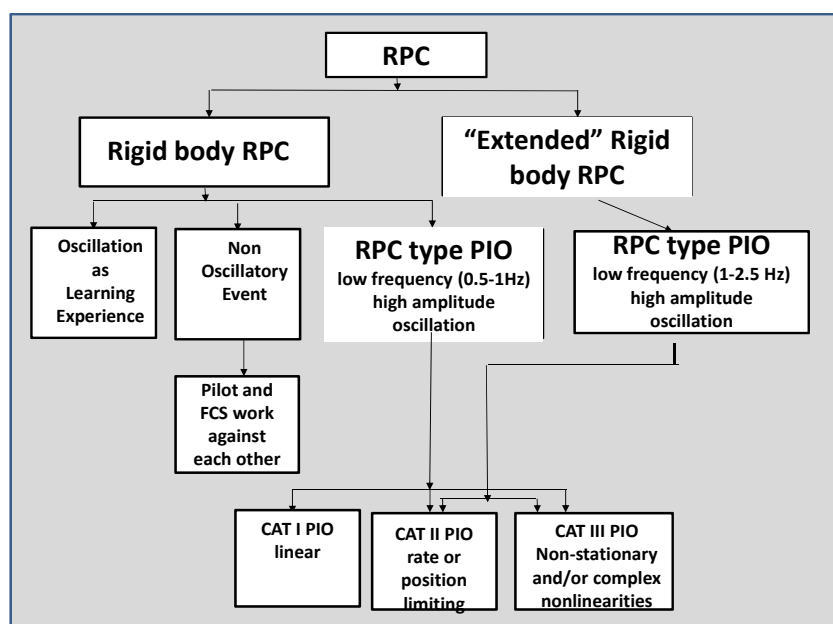 RPC
Rigid body RPC
“Extended” Rigid
body RPC
Oscillation
as
Learning
Experience
Non
Oscillatory
Event
RPC type PIO
low frequency (0.5-1Hz)
high amplitude
oscillation
RPC type PIO
low frequency (1-2.5 Hz)
high amplitude
oscillation
Pilot and
FCS work
against
each other
CAT I PIO
linear
CAT II PIO
rate or
position
limiting
CAT III PIO
Non-stationary
and/or complex
nonlinearities